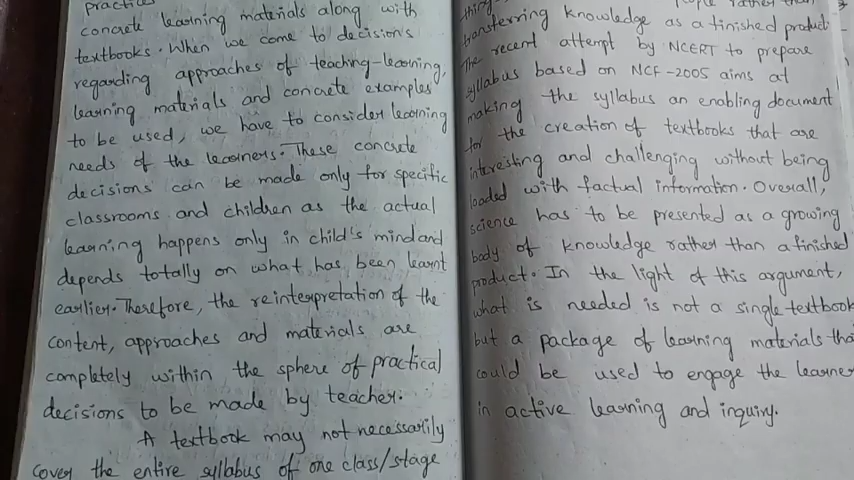 practices
concrete learning materials along with
textbooks. When we come to decisions
regarding approaches of teaching-learning,
learning materials and concrete examples
to be used, we have to consider learning
needs of the learners. These concrete
decisions can be made only for specific
classrooms and children as the actual
learning happens only in child's mind and
depends totally on what has been learnt
earlier. Therefore, the reinterpretation of the
content, approaches and materials are
completely within the sphere of practical
decisions to be made by teacher.
A textbook may not necessarily
cover the entire syllabus of one class/stage
people rather than
thing
transferring knowledge as a finished product
The recent attempt by NCERT to prepare
syllabus based on NCF-2005 aims at
making the syllabus an enabling document
for the creation of textbooks that are
interesting and challenging without being
loaded with factual information. Overall,
science has to be presented as a growing
body of knowledge rather than a finished
product. In the light of this argument,
what is needed is not a single textbook
but a package of learning materials tha
could be used to engage the learner
in active learning and inquiry.